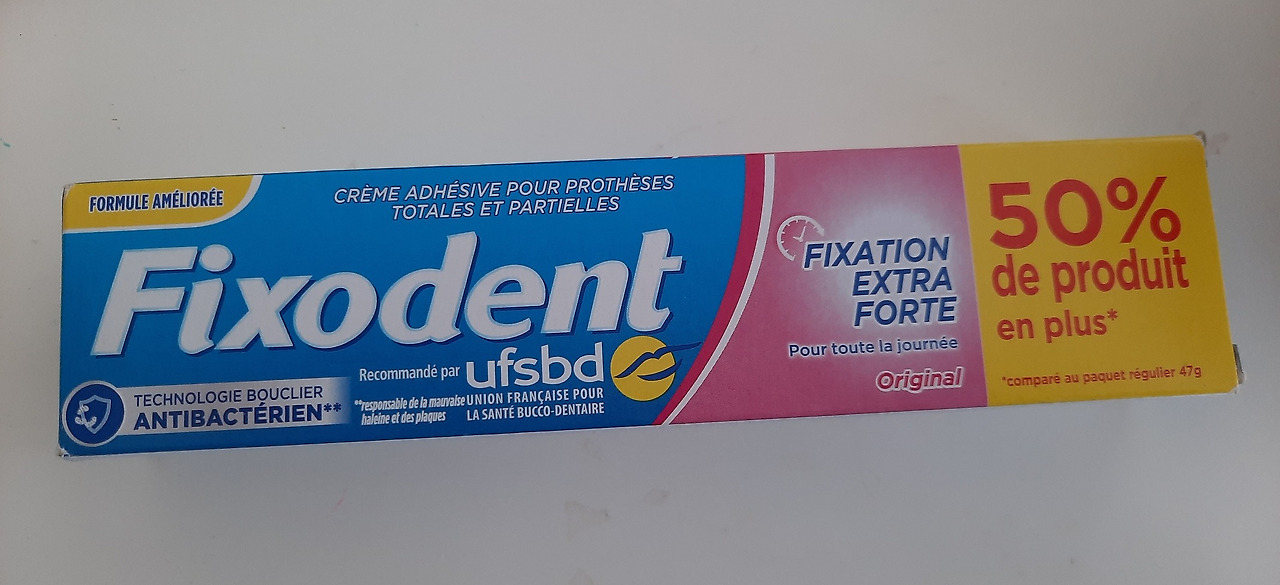 FORMULE AMÉLIORÉE
CRÈME ADHÉSIVE POUR PROTHÈSES
TOTALES ET PARTIELLES
Fixodent
Recommandé par ufsbd
UNION FRANÇAISE POUR
LA SANTÉ BUCCO-DENTAIRE
TECHNOLOGIE BOUCLIER
ANTIBACTÉRIEN**
**responsable de la mauvaise
haleine et des plaques
FIXATION
EXTRA
FORTE
Pour toute la journée
Original
50%
de produit
en plus*
*comparé au paquet régulier 47g